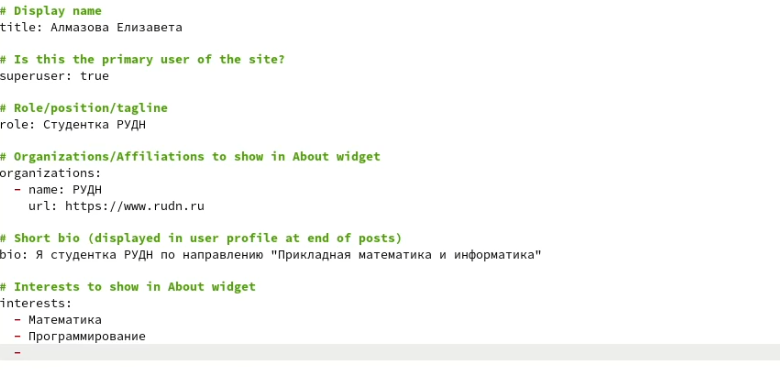 # Display name
title: Алмазова Елизавета
# Is this the primary user of the site?
superuser: true
# Role/position/tagline
role: Студентка РУДН
# Organizations/Affiliations to show in About widget
organizations:
- name: РУДН
url: https://www.rudn.ru
# Short bio (displayed in user profile at end of posts)
bio: Я студентка РУДН по направлению "Прикладная математика и информатика"
# Interests to show in About widget
interests:
- Математика
- Программирование
-